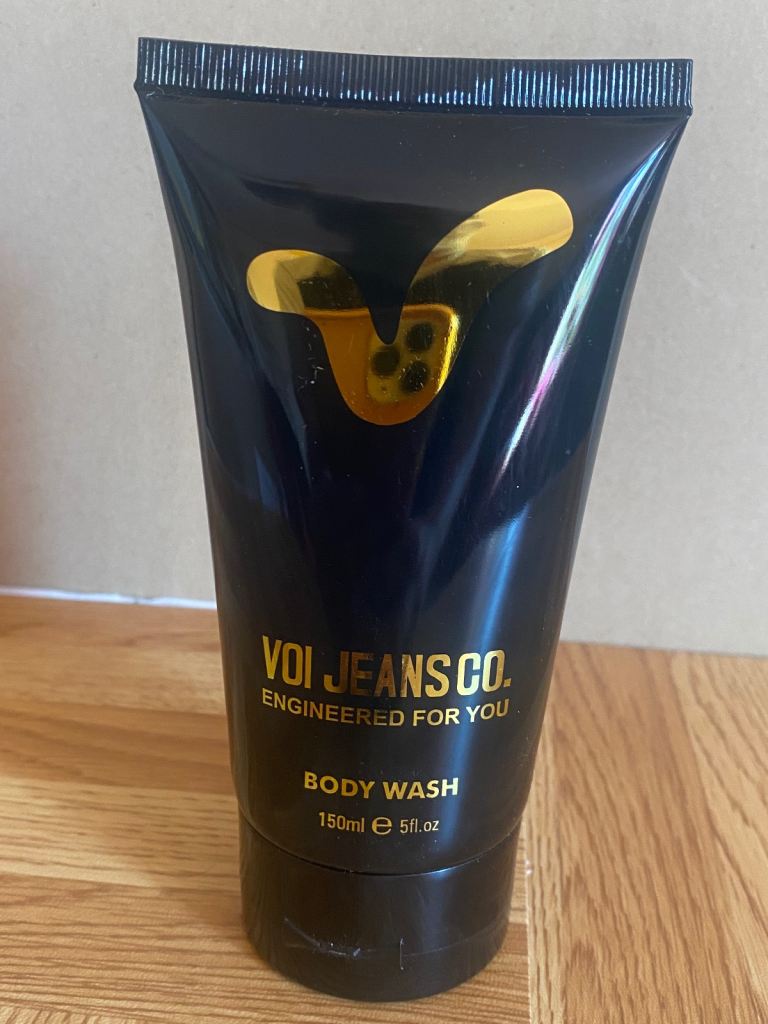 VOI JEANS CO.
ENGINEERED FOR YOU
BODY WASH
150ml ℮ 5fl.oz